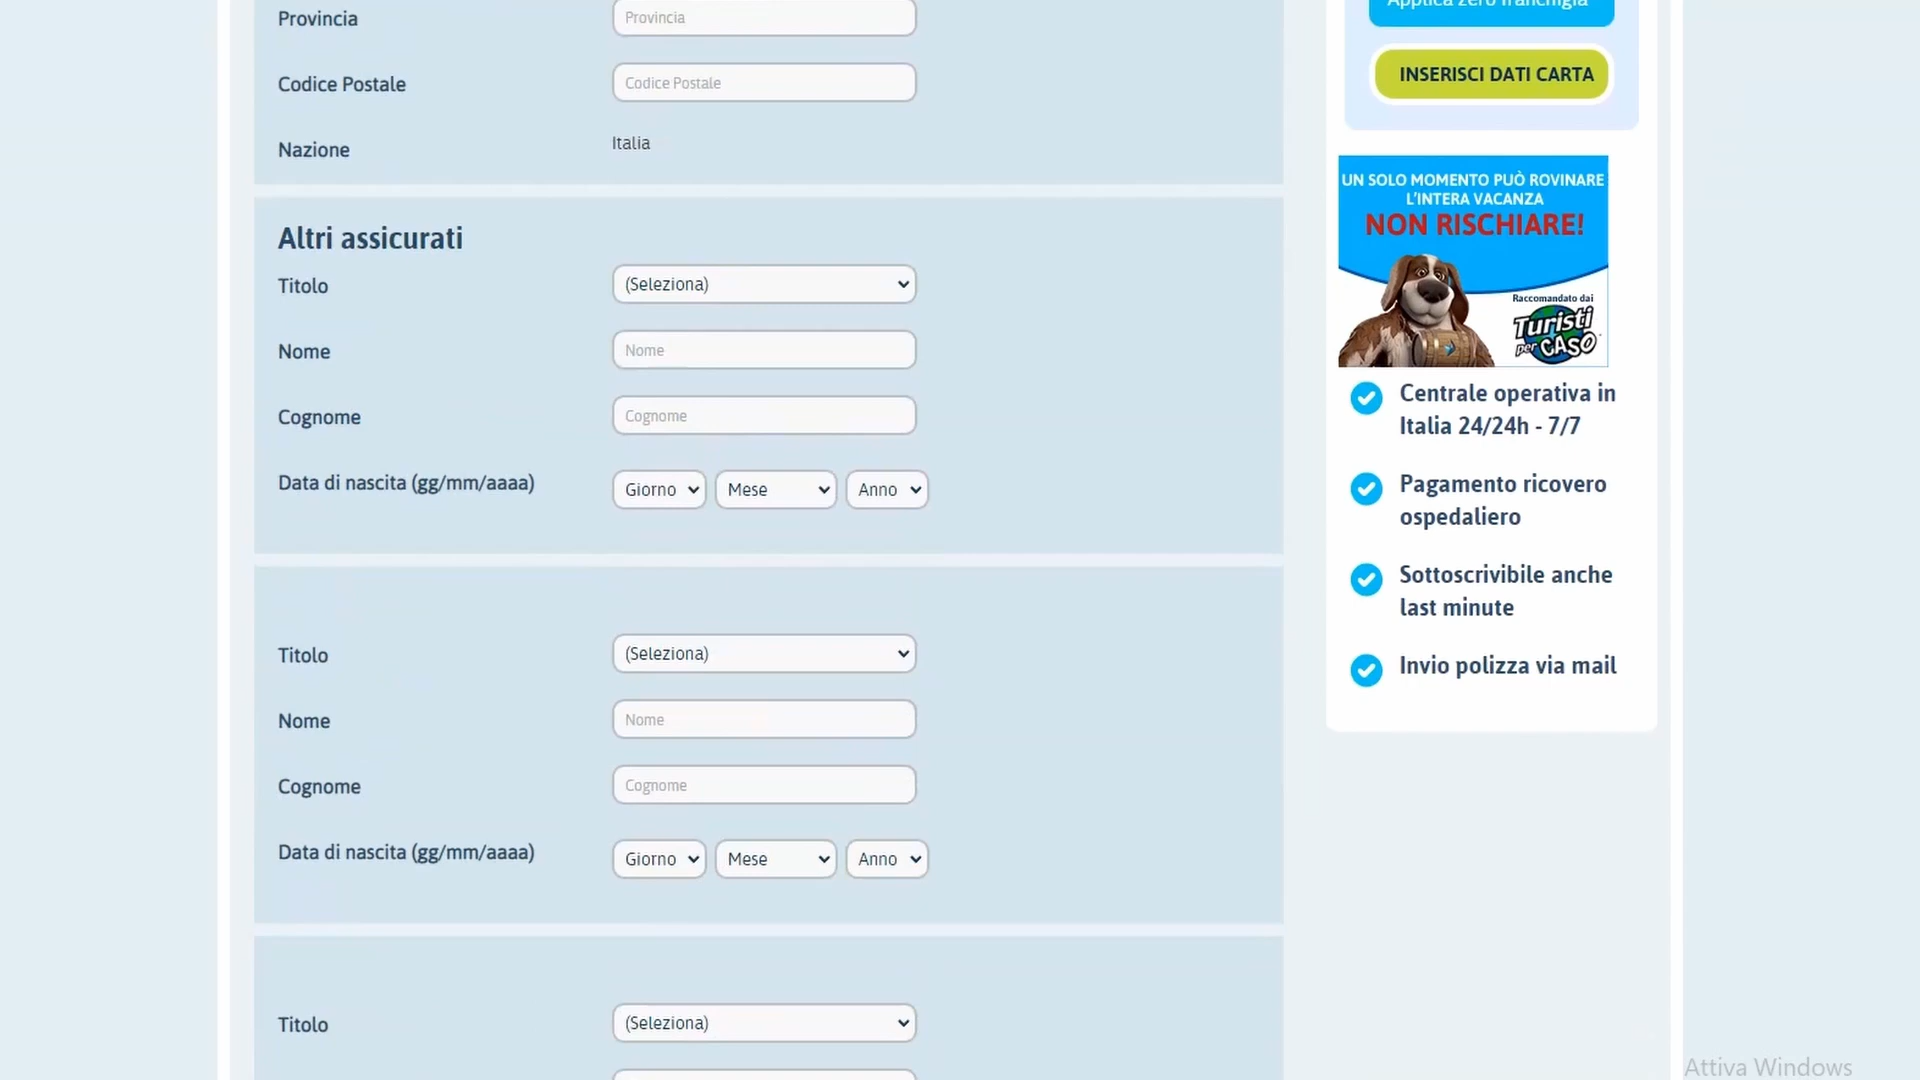 Provincia
Provincia
Codice Postale
Codice Postale
Nazione
Italia
Altri assicurati
Titolo
(Seleziona)
Nome
Nome
Cognome
Cognome
Data di nascita (gg/mm/aaaa)
Giorno
Mese
Anno
Titolo
(Seleziona)
Nome
Nome
Cognome
Cognome
Data di nascita (gg/mm/aaaa)
Giorno
Mese
Anno
Titolo
(Seleziona)
Applica zero franchigia
INSERISCI DATI CARTA
UN SOLO MOMENTO PUÒ ROVINARE
L'INTERA VACANZA
NON RISCHIARE!
Raccomandato dai
Turisti
per CASO
Centrale operativa in
Italia 24/24h - 7/7
Pagamento ricovero
ospedaliero
Sottoscrivibile anche
last minute
Invio polizza via mail
Attiva Windows